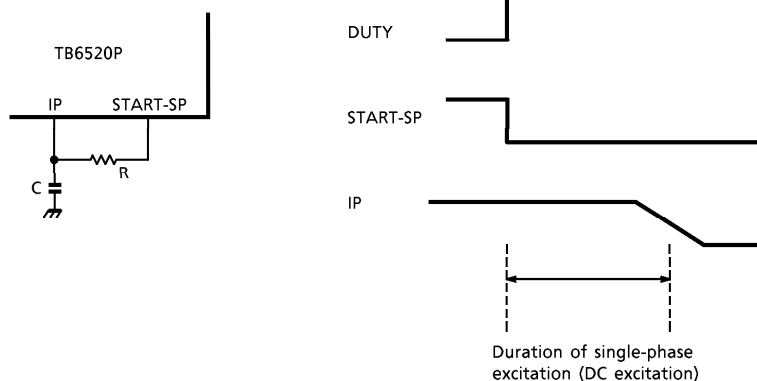 TB6520P
IP START-SP
R
C
DUTY
START-SP
IP
Duration of single-phase
excitation (DC excitation)